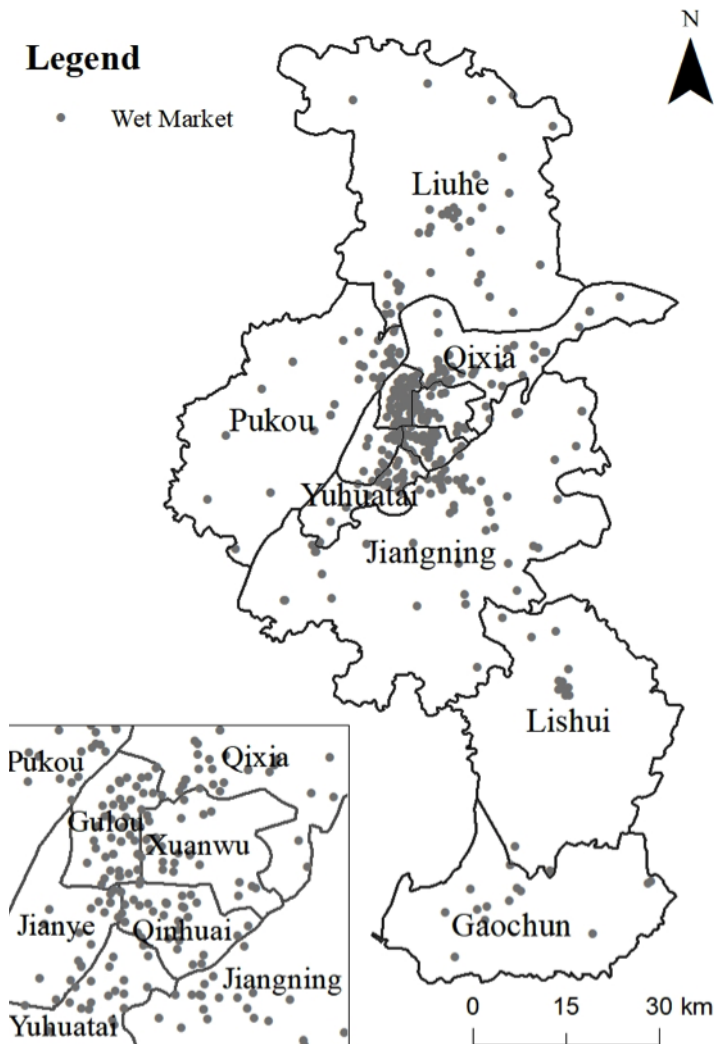 N
Legend
Wet Market
Liuhe
Qixia
Pukou
Yuhuatai
Jiangning
Lishui
Gaochun
Pukou
Qixia
Gulou
Xuanwu
Jianye
Qinhuai
Jiangning
Yuhuatai
0 15 30 km